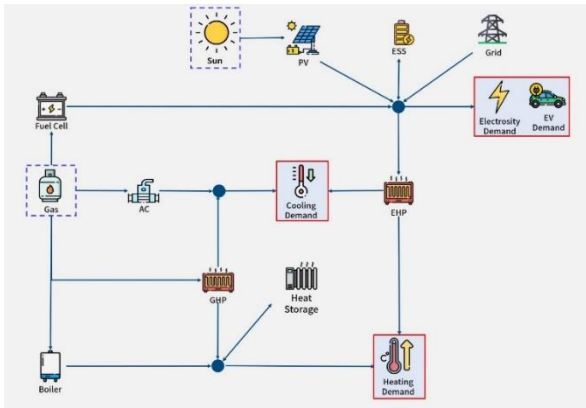 Sun
PV
ESS
Grid
Fuel Cell
Electrosity
Demand
EV
Demand
Gas
AC
Cooling
Demand
EHP
GHP
Heat
Storage
Boiler
Heating
Demand